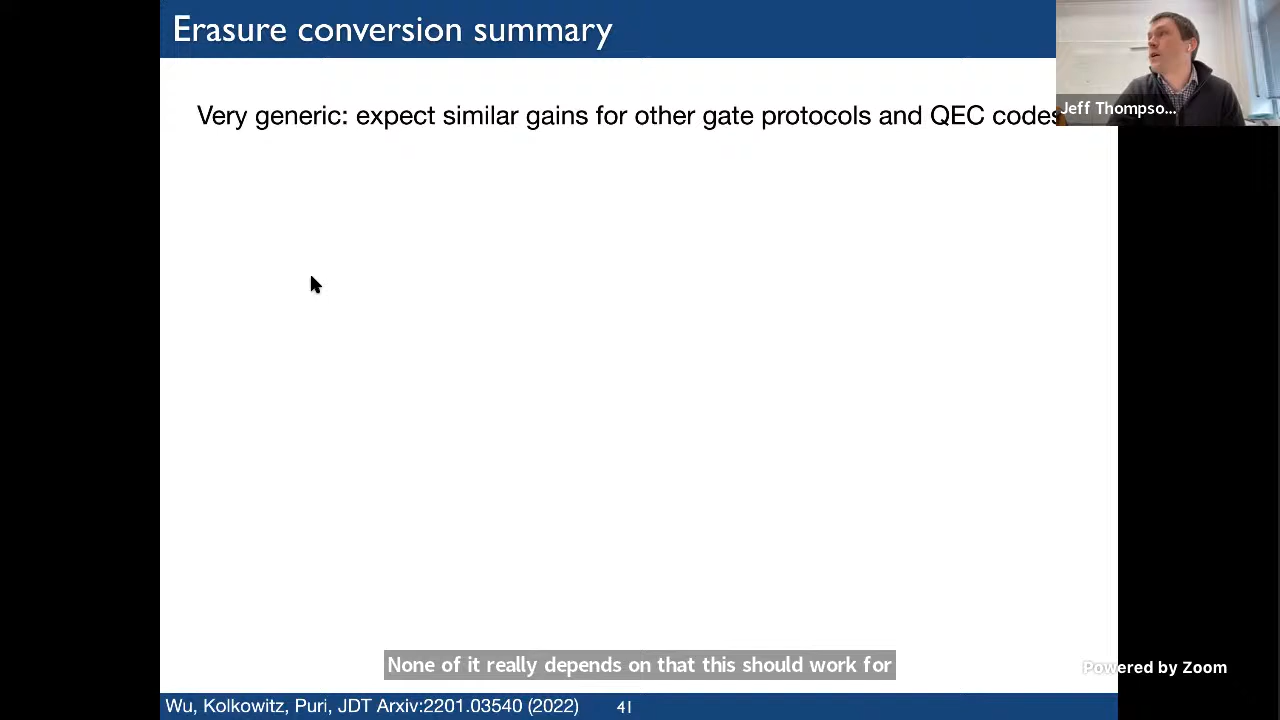 Erasure conversion summary
Very generic: expect similar gains for other gate protocols and QEC codes
Jeff Thompso...
None of it really depends on that this should work for
Powered by Zoom
Wu, Kolkowitz, Puri, JDT Arxiv:2201.03540 (2022)
41